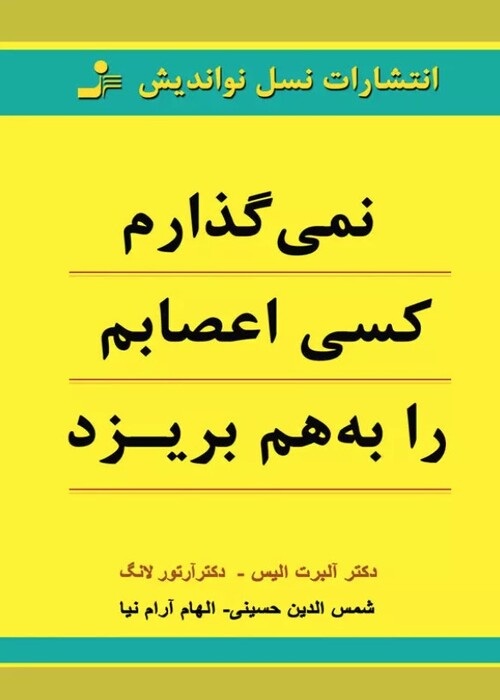 انتشارات نسل نواندیش
نمی‌گذارم
کسی اعصابم
را به‌هم بریــزد
دکتر آلبرت الیس - دکترآرتور لانگ
شمس الدین حسینی- الهام آرام نیا